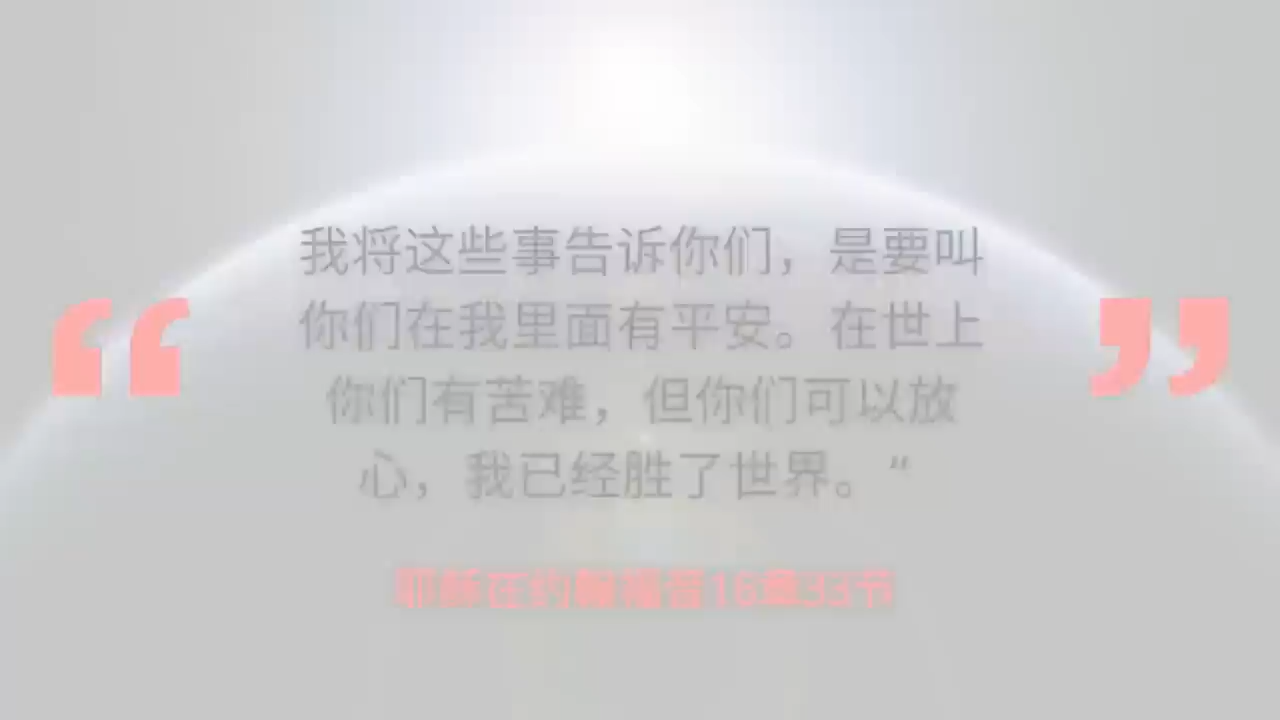 我将这些事告诉你们，是要叫
你们在我里面有平安。在世上
你们有苦难，但你们可以放
心，我已经胜了世界。“
耶稣在约翰福音16章33节